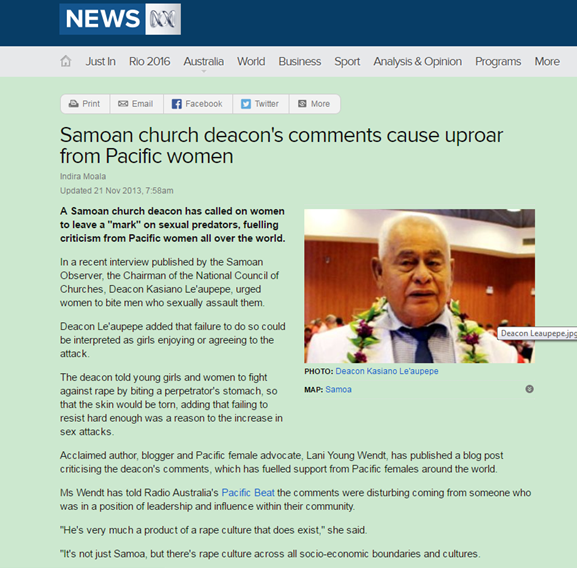 NEWS ABC
Just In Rio 2016 Australia World Business Sport Analysis & Opinion Programs More
Print Email Facebook Twitter More
Samoan church deacon's comments cause uproar
from Pacific women
Indira Moala
Updated 21 Nov 2013, 7:58am
A Samoan church deacon has called on women
to leave a "mark" on sexual predators, fuelling
criticism from Pacific women all over the world.
In a recent interview published by the Samoan
Observer, the Chairman of the National Council of
Churches, Deacon Kasiano Le'aupepe, urged
women to bite men who sexually assault them.
Deacon Le'aupepe added that failure to do so could
be interpreted as girls enjoying or agreeing to the
attack.
The deacon told young girls and women to fight
against rape by biting a perpetrator's stomach, so
that the skin would be torn, adding that failing to
resist hard enough was a reason to the increase in
sex attacks.
Deacon Leaupepe.jpg
PHOTO: Deacon Kasiano Le'aupepe
MAP: Samoa
Acclaimed author, blogger and Pacific female advocate, Lani Young Wendt, has published a blog post
criticising the deacon's comments, which has fuelled support from Pacific females around the world.
Ms Wendt has told Radio Australia's Pacific Beat the comments were disturbing coming from someone who
was in a position of leadership and influence within their community.
"He's very much a product of a rape culture that does exist," she said.
"It's not just Samoa, but there's rape culture across all socio-economic boundaries and cultures.